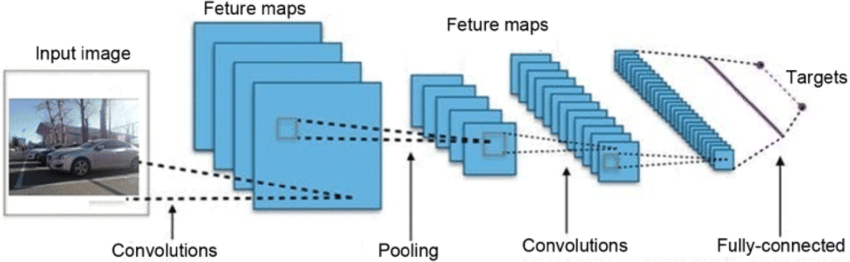 Feture maps
Feture maps
Input image
Targets
Convolutions
Pooling
Convolutions
Fully-connected